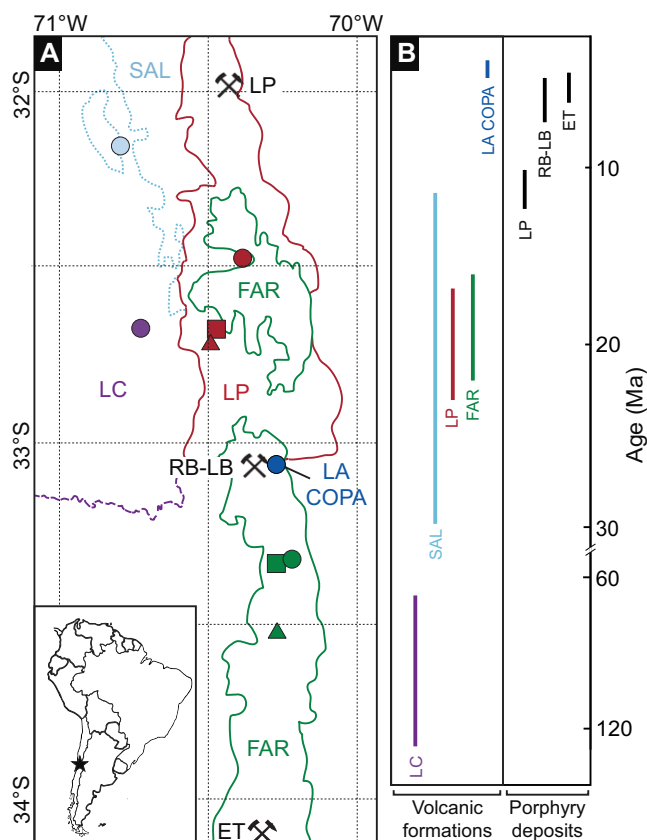 71°W
70°W
A
B
SAL
LP
32°S
LA COPA
RB-LB
ET
10
LP
FAR
20
LC
LP
LP
FAR
Age (Ma)
33°S
RB-LB
LA
COPA
30
SAL
60
FAR
120
LC
34°S
ET
Volcanic
formations
Porphyry
deposits